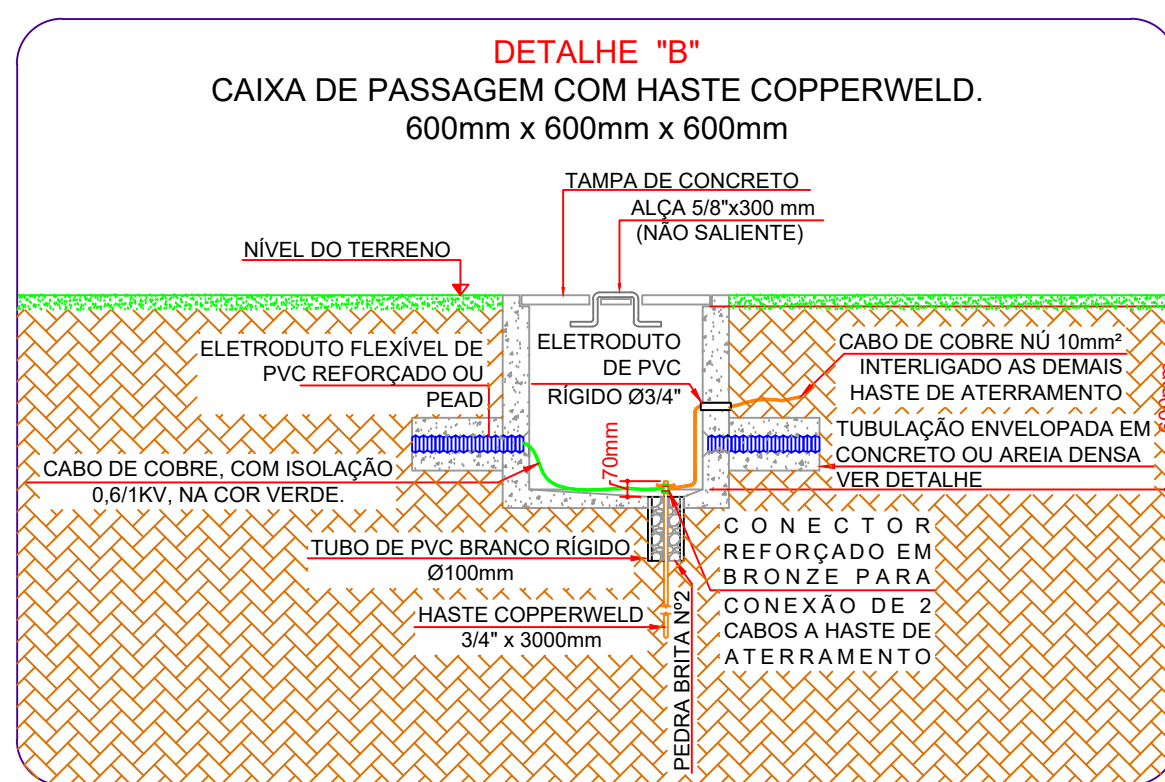 DETALHE "B"
CAIXA DE PASSAGEM COM HASTE COPPERWELD.
600mm x 600mm x 600mm
TAMPA DE CONCRETO
ALÇA 5/8"x300 mm
(NÃO SALIENTE)
NÍVEL DO TERRENO
ELETRODUTO FLEXÍVEL DE
PVC REFORÇADO OU
PEAD
ELETRODUTO
DE PVC
RÍGIDO Ø3/4"
CABO DE COBRE NÚ 10mm²
INTERLIGADO AS DEMAIS
HASTE DE ATERRAMENTO
600mm
TUBULAÇÃO ENVELOPADA EM
CONCRETO OU AREIA DENSA
VER DETALHE
CABO DE COBRE, COM ISOLAÇÃO
0,6/1KV, NA COR VERDE.
70mm
TUBO DE PVC BRANCO RÍGIDO
Ø100mm
HASTE COPPERWELD
3/4" x 3000mm
PEDRA BRITA Nº2
CONECTOR
REFORÇADO EM
BRONZE PARA
CONEXÃO DE 2
CABOS A HASTE DE
ATERRAMENTO